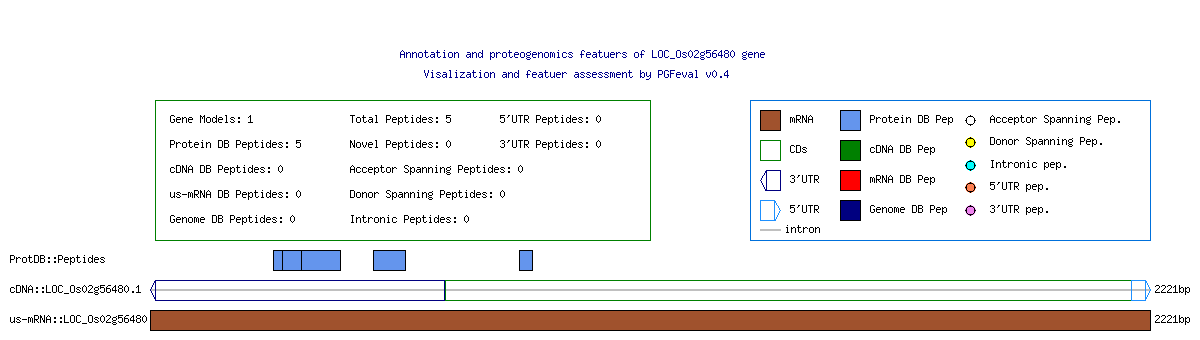 Annotation and proteogenomics featuers of LOC_Os02g56480 gene
Visalization and featuer assessment by PGFeval v0.4
Gene Models: 1 Total Peptides: 5 5'UTR Peptides: 0
Protein DB Peptides: 5 Novel Peptides: 0 3'UTR Peptides: 0
cDNA DB Peptides: 0 Acceptor Spanning Peptides: 0
us-mRNA DB Peptides: 0 Donor Spanning Peptides: 0
Genome DB Peptides: 0 Intronic Peptides: 0
mRNA Protein DB Pep Acceptor Spanning Pep.
CDs cDNA DB Pep Donor Spanning Pep.
3'UTR mRNA DB Pep Intronic pep.
5'UTR Genome DB Pep 5'UTR pep.
intron 3'UTR pep.
ProtDB::Peptides
cDNA::LOC_Os02g56480.1 2221bp
us-mRNA::LOC_Os02g56480 2221bp